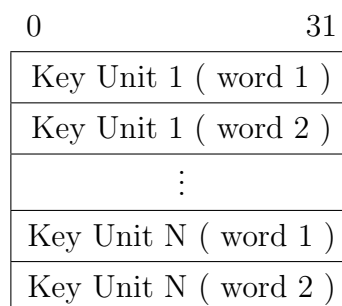 0 31
Key Unit 1 ( word 1 )
Key Unit 1 ( word 2 )
⋮
Key Unit N ( word 1 )
Key Unit N ( word 2 )